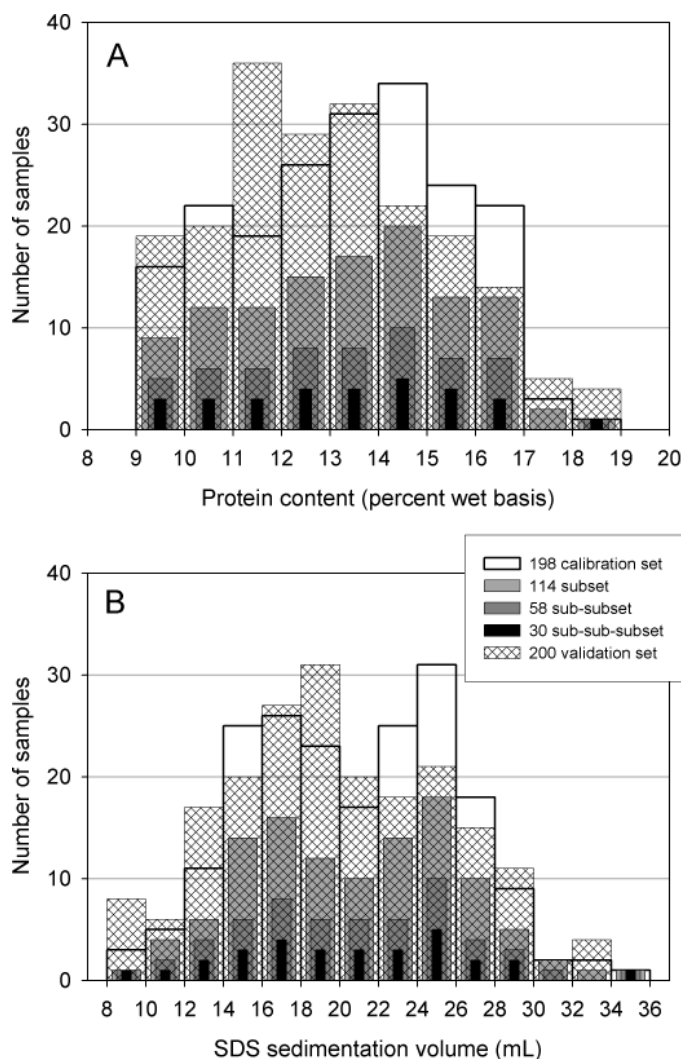 40
A
30
Number of samples
20
10
0
8 9 10 11 12 13 14 15 16 17 18 19 20
Protein content (percent wet basis)
198 calibration set
114 subset
58 sub-subset
30 sub-sub-subset
200 validation set
40
B
30
Number of samples
20
10
0
8 10 12 14 16 18 20 22 24 26 28 30 32 34 36
SDS sedimentation volume (mL)